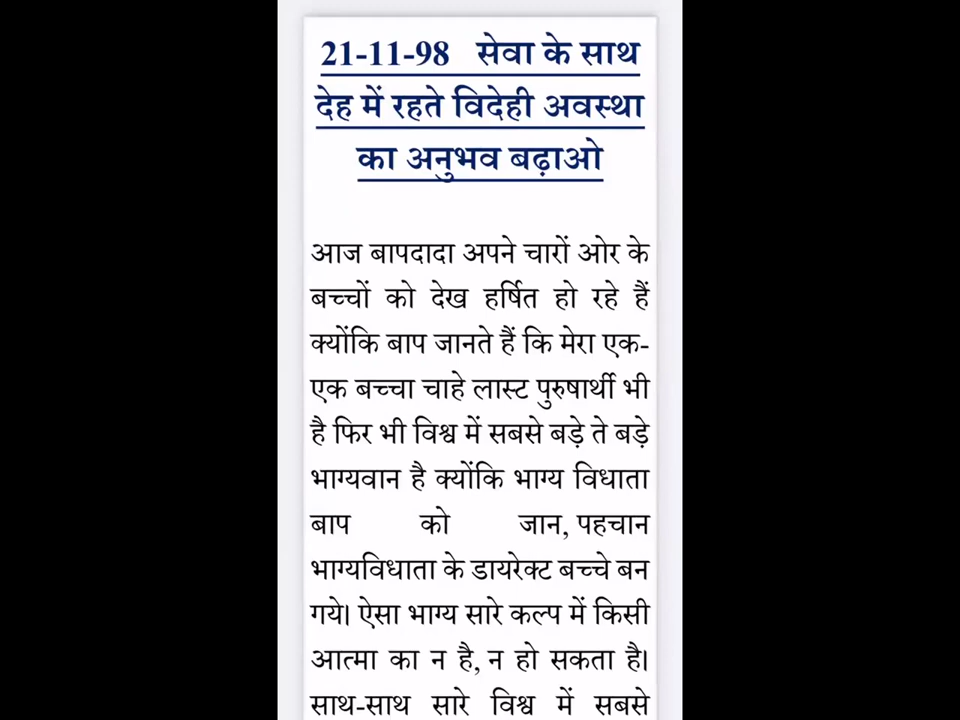 21-11-98 सेवा के साथ
देह में रहते विदेही अवस्था
का अनुभव बढ़ाओ
आज बापदादा अपने चारों ओर के
बच्चों को देख हर्षित हो रहे हैं
क्योंकि बाप जानते हैं कि मेरा एक-
एक बच्चा चाहे लास्ट पुरुषार्थी भी
है फिर भी विश्व में सबसे बड़े ते बड़े
भाग्यवान है क्योंकि भाग्य विधाता
बाप को जान, पहचान
भाग्यविधाता के डायरेक्ट बच्चे बन
गये। ऐसा भाग्य सारे कल्प में किसी
आत्मा का न है, न हो सकता है।
साथ-साथ सारे विश्व में सबसे